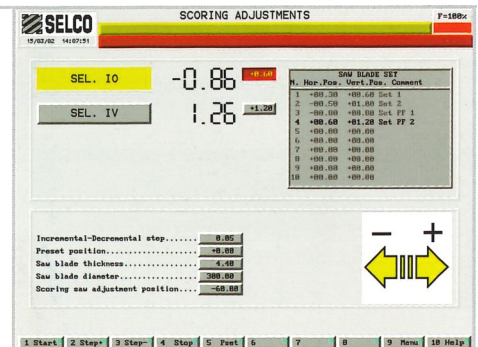 SELCO
SCORING ADJUSTMENTS
F=100%
15/03/02 14:07:51
SEL. IO -0.86 +0.60
SEL. IV 1.26 +1.20
SAW BLADE SET
M. Hor.Pos. Vert.Pos. Comment
1 +00.30 +00.60 Set 1
2 -00.50 +01.00 Set 2
3 -00.80 +00.80 Set PF 1
4 +00.60 +01.20 Set PF 2
5 +00.00 +00.00
6 +00.00 +00.00
7 +00.00 +00.00
8 +00.00 +00.00
9 +00.00 +00.00
10 +00.00 +00.00
Incremental-Decremental step....... 0.05
Preset position.................... +0.00
Saw blade thickness................ 4.40
Saw blade diameter................. 300.00
Scoring saw adjustment position.... -60.00
- +
1 Start 2 Step+ 3 Step- 4 Stop 5 Pset 6 7 8 9 Menu 10 Help